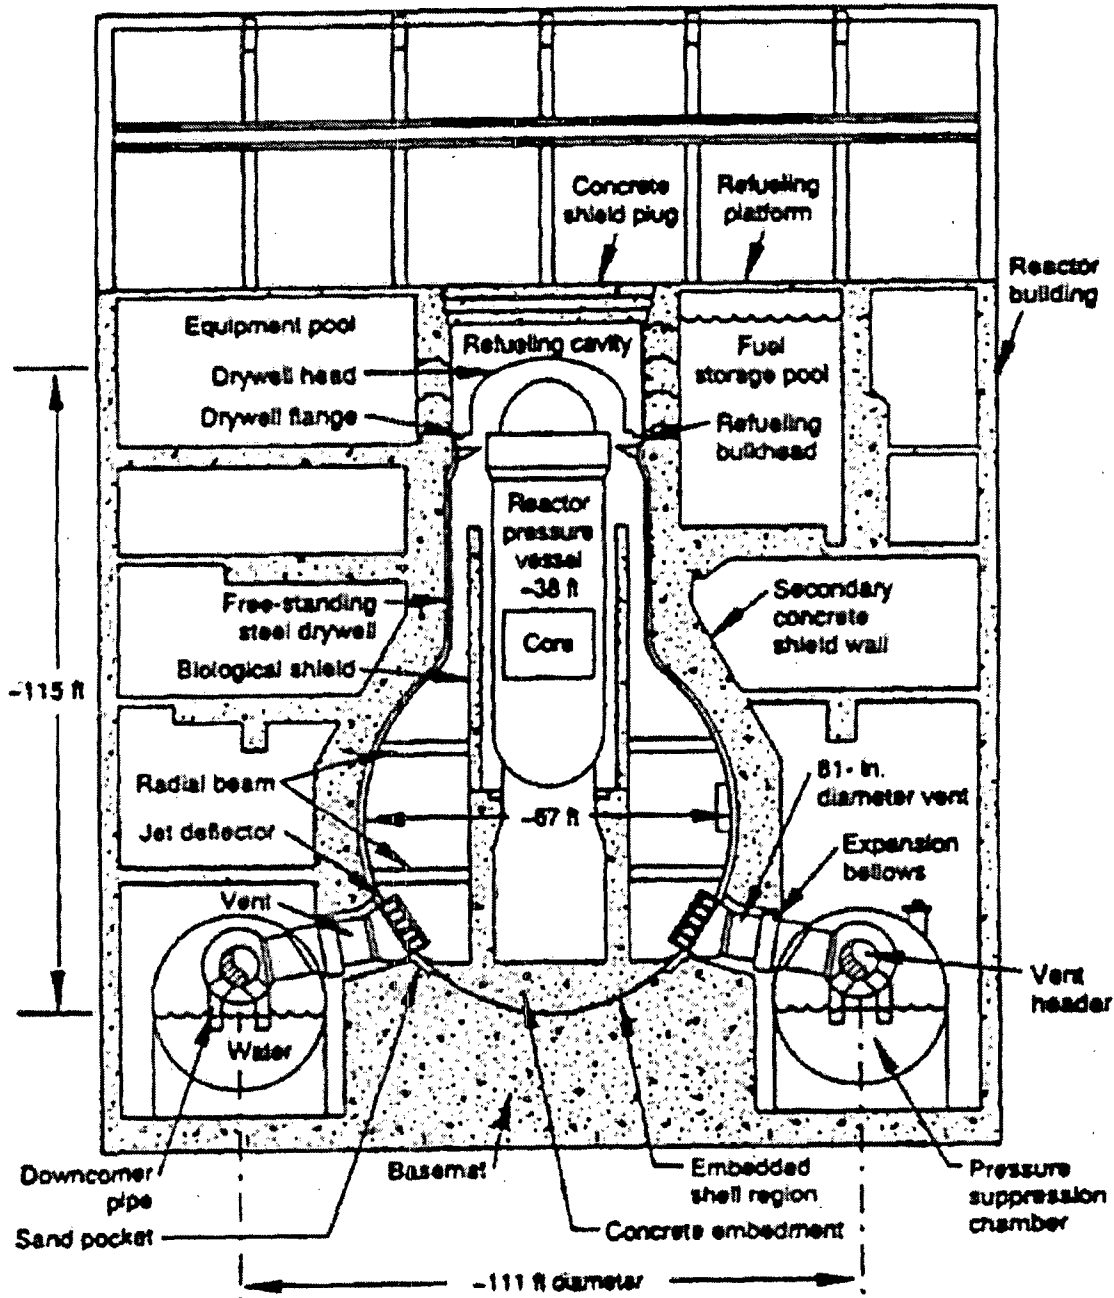 Concrete
shield plug
Refueling
platform
Reactor
building
Equipment pool
Refueling cavity
Fuel
storage pool
Drywell head
Drywell flange
Refueling
bulkhead
Reactor
pressure
vessel
~38 ft
Free-standing
steel drywell
Secondary
concrete
shield wall
Core
Biological shield
~115 ft
Radial beam
81- in.
diameter vent
~67 ft
Jet deflector
Expansion
bellows
Vent
Vent
header
Water
Downcomer
pipe
Basemat
Embedded
shell region
Pressure
suppression
chamber
Sand pocket
Concrete embedment
~111 ft diameter